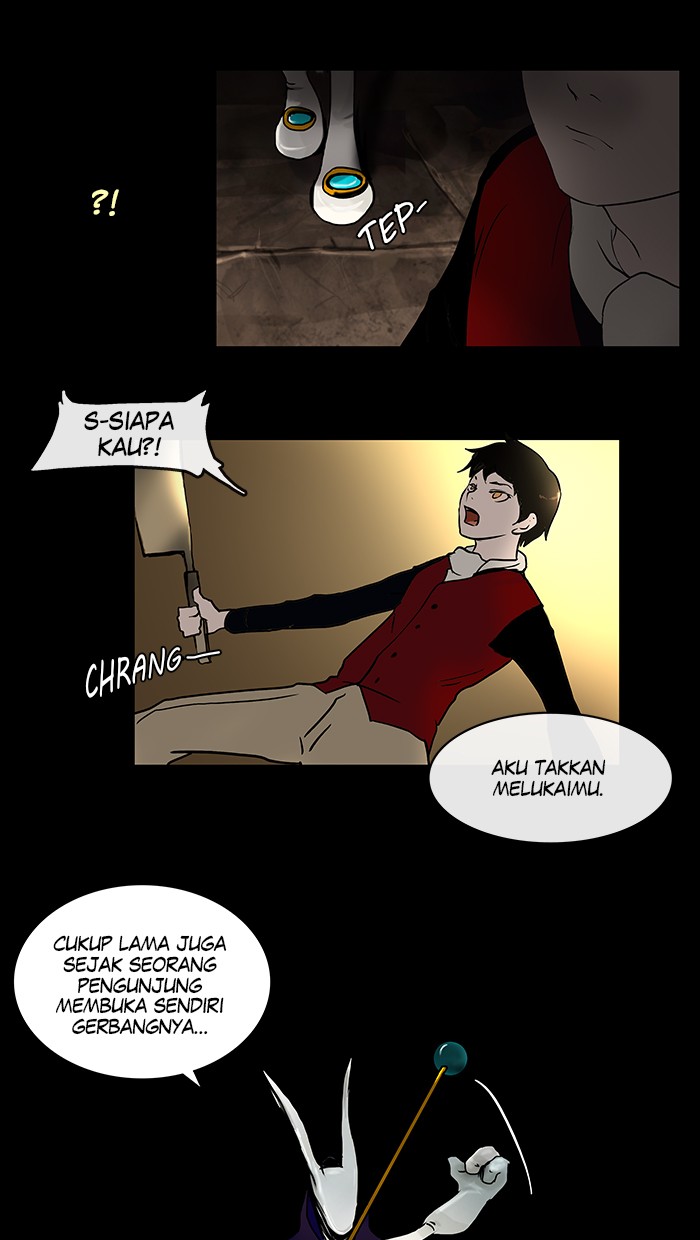 ?!
TEP-
S-SIAPA
KAU?!
CHRANG—
AKU TAKKAN
MELUKAIMU.
CUKUP LAMA JUGA
SEJAK SEORANG
PENGUNJUNG
MEMBUKA SENDIRI
GERBANGNYA...